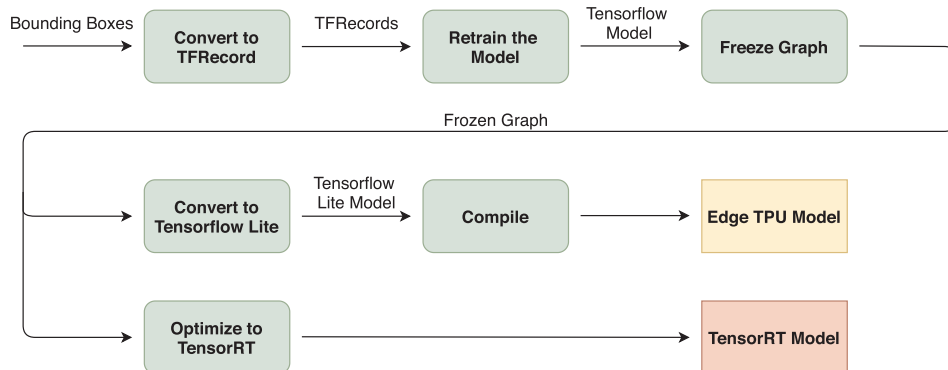 Bounding Boxes
Convert to
TFRecord
TFRecords
Retrain the
Model
Tensorflow
Model
Freeze Graph
Frozen Graph
Convert to
Tensorflow Lite
Tensorflow
Lite Model
Compile
Edge TPU Model
Optimize to
TensorRT
TensorRT Model